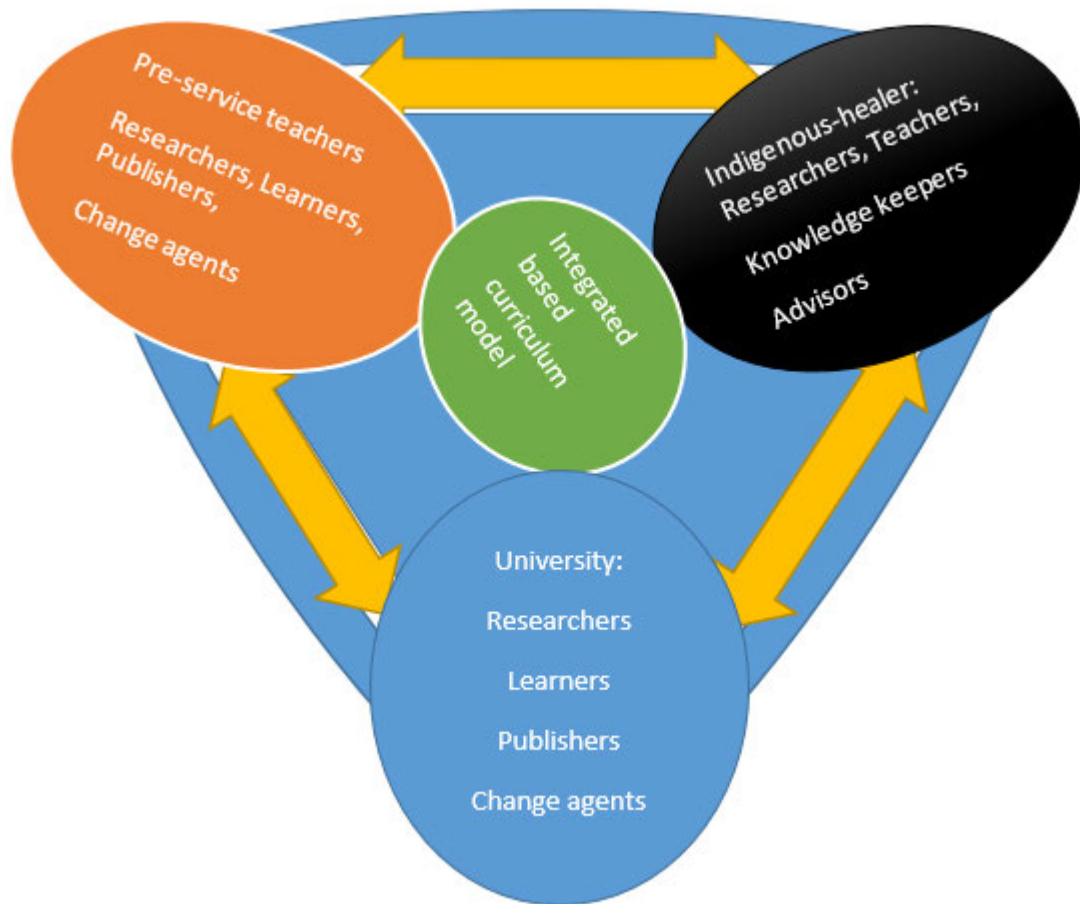 Pre-service teachers
Researchers, Learners,
Publishers,
Change agents
Indigenous-healer:
Researchers, Teachers,
Knowledge keepers
Advisors
Integrated
based
curriculum
model
University:
Researchers
Learners
Publishers
Change agents